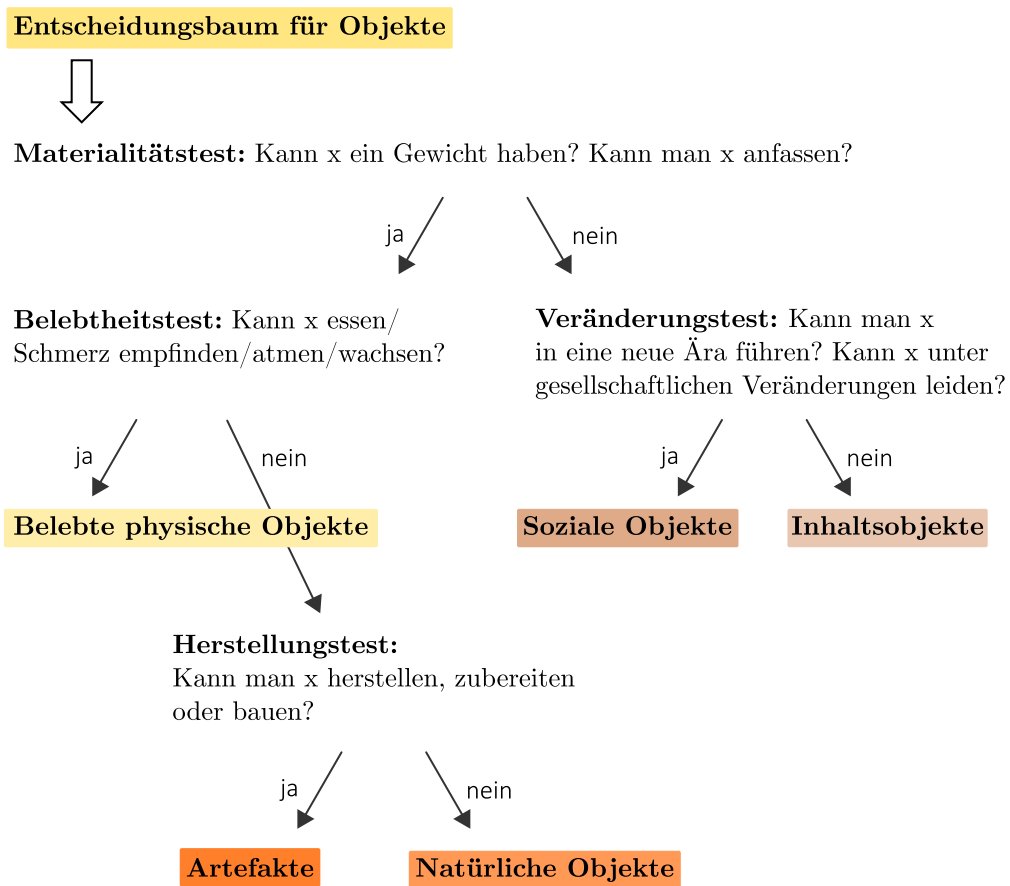 Entscheidungsbaum für Objekte
Materialitätstest: Kann x ein Gewicht haben? Kann man x anfassen?
ja
nein
Belebtheitstest: Kann x essen/
Schmerz empfinden/atmen/wachsen?
Veränderungstest: Kann man x
in eine neue Ära führen? Kann x unter
gesellschaftlichen Veränderungen leiden?
ja
nein
ja
nein
Belebte physische Objekte
Soziale Objekte
Inhaltsobjekte
Herstellungstest:
Kann man x herstellen, zubereiten
oder bauen?
ja
nein
Artefakte
Natürliche Objekte